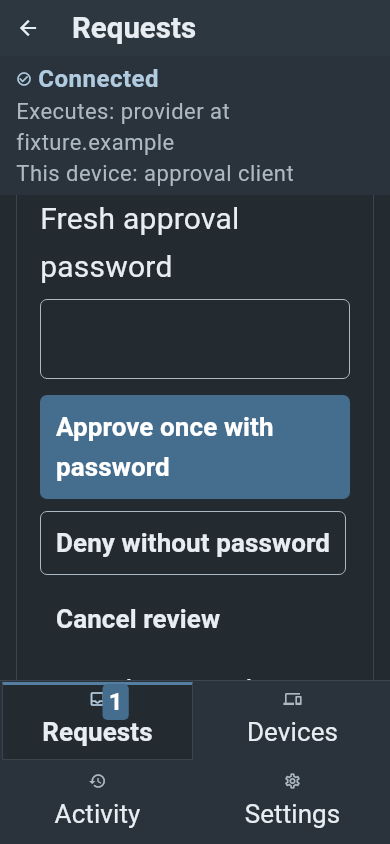 Requests
Connected
Executes: provider at
fixture.example
This device: approval client
Fresh approval
password
Approve once with
password
Deny without password
Cancel review
1
Requests
Devices
Activity
Settings